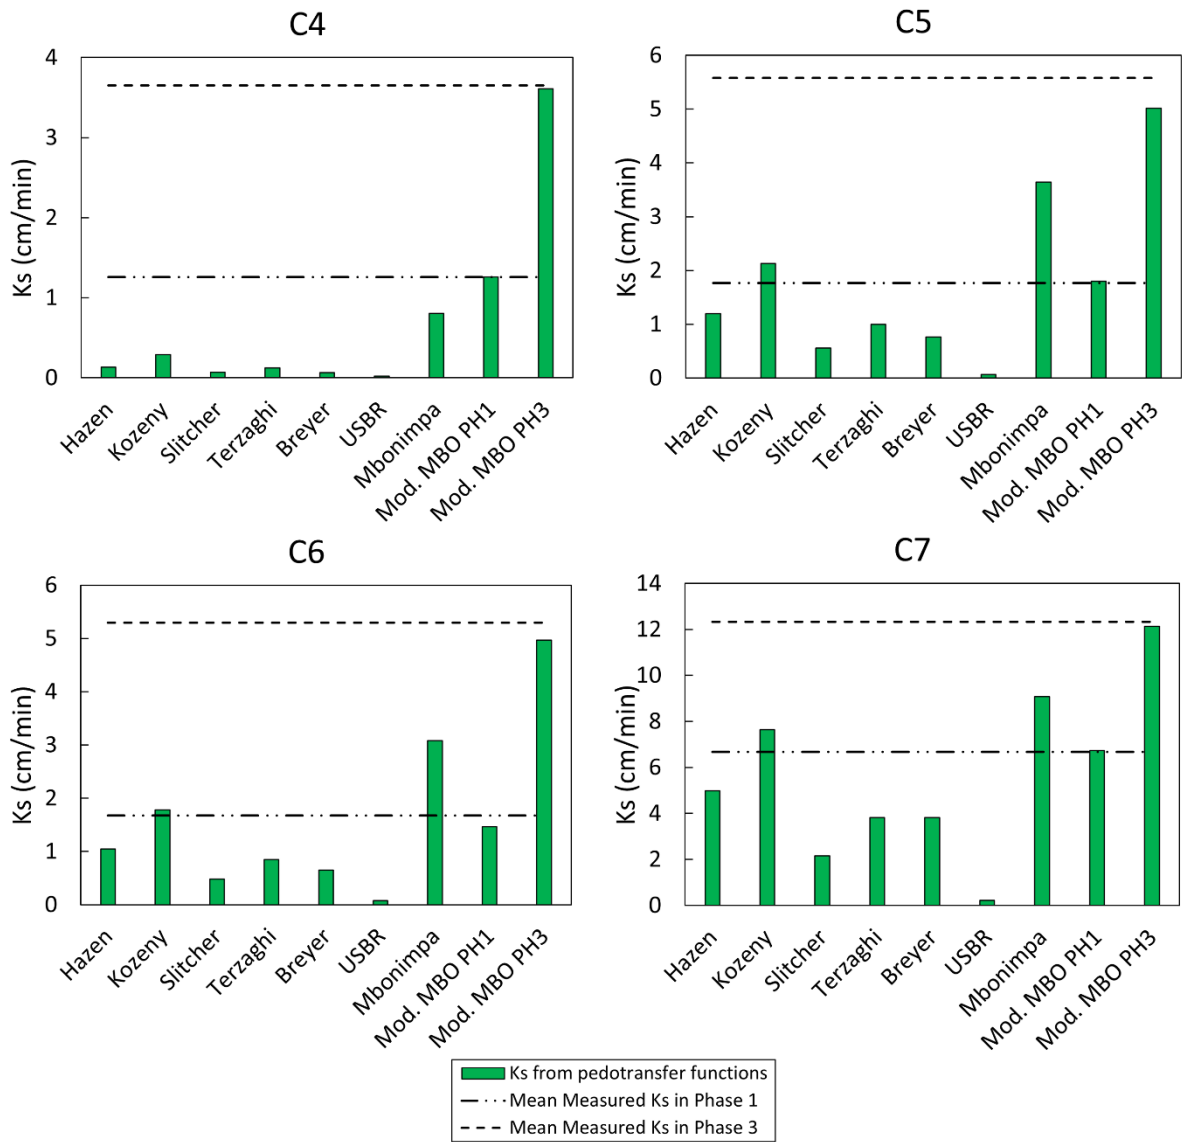 C4
4
3
2
1
0
Ks (cm/min)
Hazen
Kozeny
Slitcher
Terzaghi
Breyer
USBR
Mbonimpa
Mod. MBO PH1
Mod. MBO PH3
C5
6
5
4
3
2
1
0
Ks (cm/min)
Hazen
Kozeny
Slitcher
Terzaghi
Breyer
USBR
Mbonimpa
Mod. MBO PH1
Mod. MBO PH3
C6
6
5
4
3
2
1
0
Ks (cm/min)
Hazen
Kozeny
Slitcher
Terzaghi
Breyer
USBR
Mbonimpa
Mod. MBO PH1
Mod. MBO PH3
C7
14
12
10
8
6
4
2
0
Ks (cm/min)
Hazen
Kozeny
Slitcher
Terzaghi
Breyer
USBR
Mbonimpa
Mod. MBO PH1
Mod. MBO PH3
Ks from pedotransfer functions
Mean Measured Ks in Phase 1
Mean Measured Ks in Phase 3